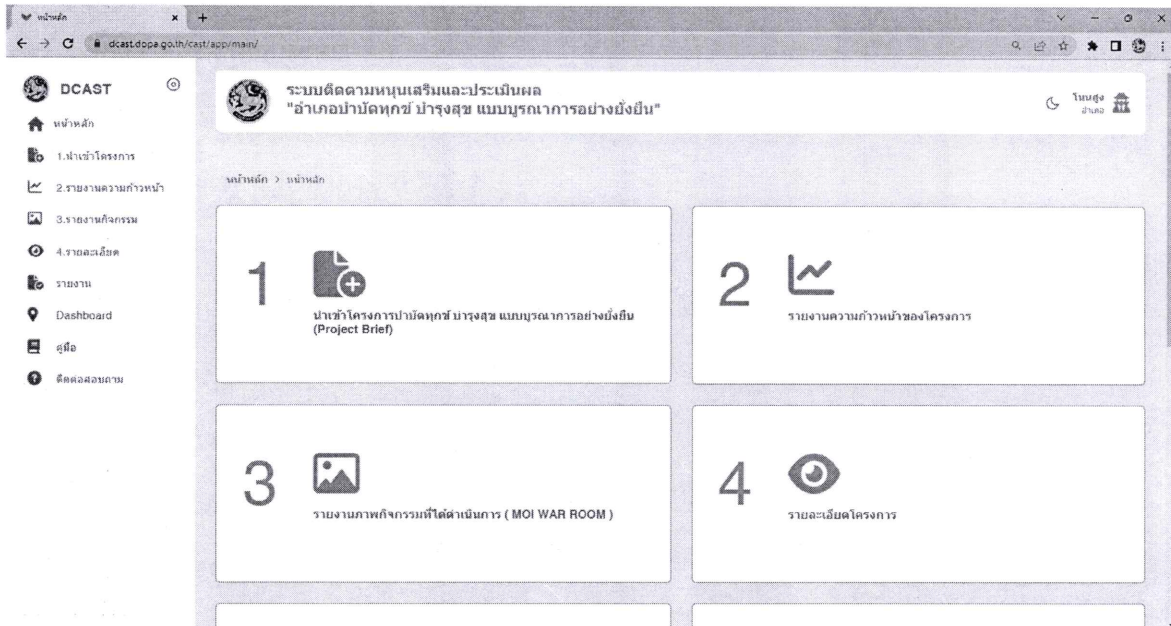 หน้าหลัก
dcast.dopa.go.th/cast/app/main/
DCAST
หน้าหลัก
1.นำเข้าโครงการ
2.รายงานความก้าวหน้า
3.รายงานกิจกรรม
4.รายละเอียด
รายงาน
Dashboard
คู่มือ
ติดต่อสอบถาม
ระบบติดตามหนุนเสริมและประเมินผล
"อำเภอบำบัดทุกข์ บำรุงสุข แบบบูรณาการอย่างยั่งยืน"
โนนสูง
อำเภอ
หน้าหลัก > หน้าหลัก
1
นำเข้าโครงการบำบัดทุกข์ บำรุงสุข แบบบูรณาการอย่างยั่งยืน
(Project Brief)
2
รายงานความก้าวหน้าของโครงการ
3
รายงานภาพกิจกรรมที่ได้ดำเนินการ ( MOI WAR ROOM )
4
รายละเอียดโครงการ